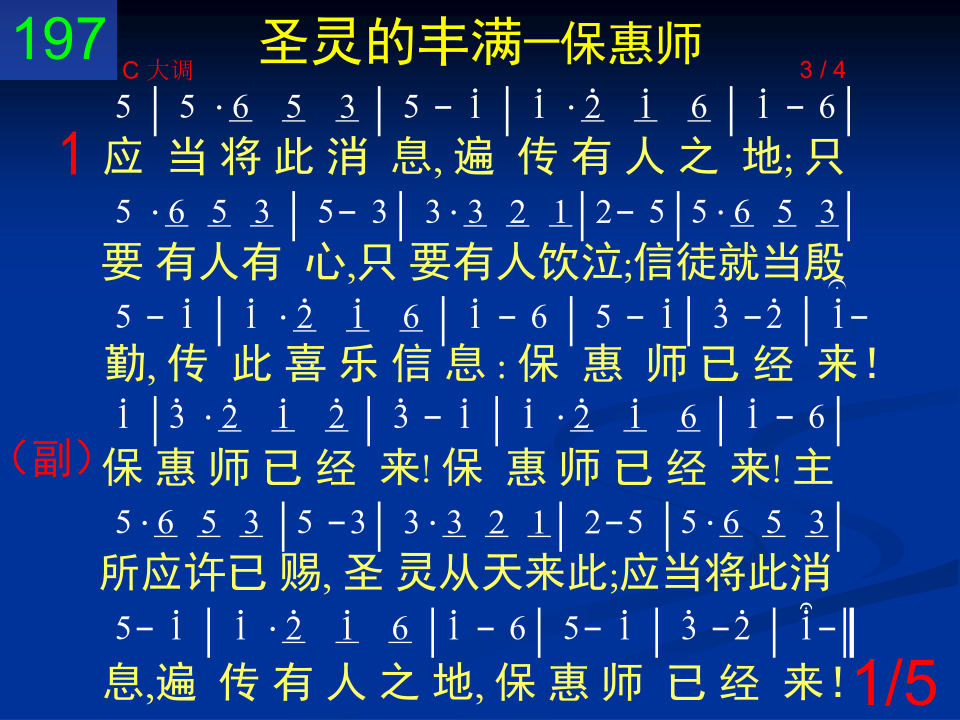 197
圣灵的丰满—保惠师
C 大调 3 / 4
5 | 5 · 6 5 3 | 5 – i | i · 2̇ i 6 | i – 6 |
1 应 当 将 此 消 息, 遍 传 有 人 之 地; 只
5 · 6 5 3 | 5 – 3 | 3 · 3 2 1 | 2 – 5 | 5 · 6 5 3 |
要 有人有 心,只 要有人饮泣;信徒就当殷
5 – i | i · 2̇ i 6 | i – 6 | 5 – i | 3̇ – 2̇ | i –
勤, 传 此 喜 乐 信 息 : 保 惠 师 已 经 来 !
i | 3̇ · 2̇ i 2̇ | 3̇ – i | i · 2̇ i 6 | i – 6 |
（副） 保 惠 师 已 经 来! 保 惠 师 已 经 来! 主
5 · 6 5 3 | 5 – 3 | 3 · 3 2 1 | 2 – 5 | 5 · 6 5 3 |
所应许已 赐, 圣 灵从天来此;应当将此消
5 – i | i · 2̇ i 6 | i – 6 | 5 – i | 3̇ – 2̇ | i – ||
息,遍 传 有 人 之 地, 保 惠 师 已 经 来 !
1/5